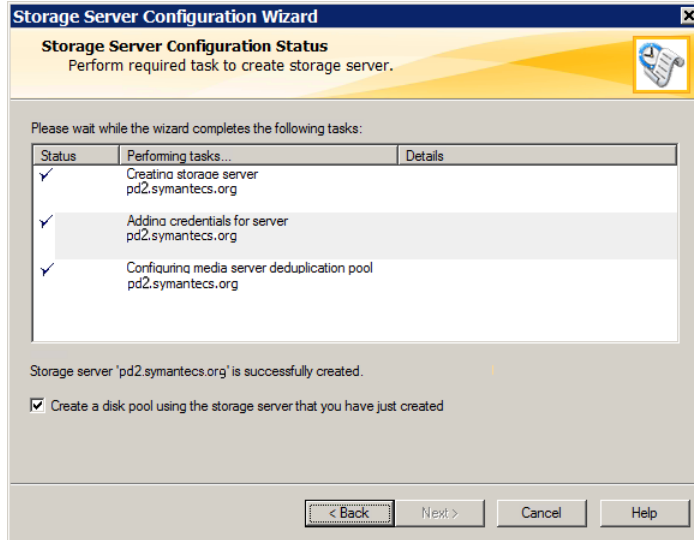 Storage Server Configuration Wizard
Storage Server Configuration Status
Perform required task to create storage server.
Please wait while the wizard completes the following tasks:
Status Performing tasks... Details
Creating storage server
pd2.symantecs.org
Adding credentials for server
pd2.symantecs.org
Configuring media server deduplication pool
pd2.symantecs.org
Storage server 'pd2.symantecs.org' is successfully created.
Create a disk pool using the storage server that you have just created
< Back Next > Cancel Help